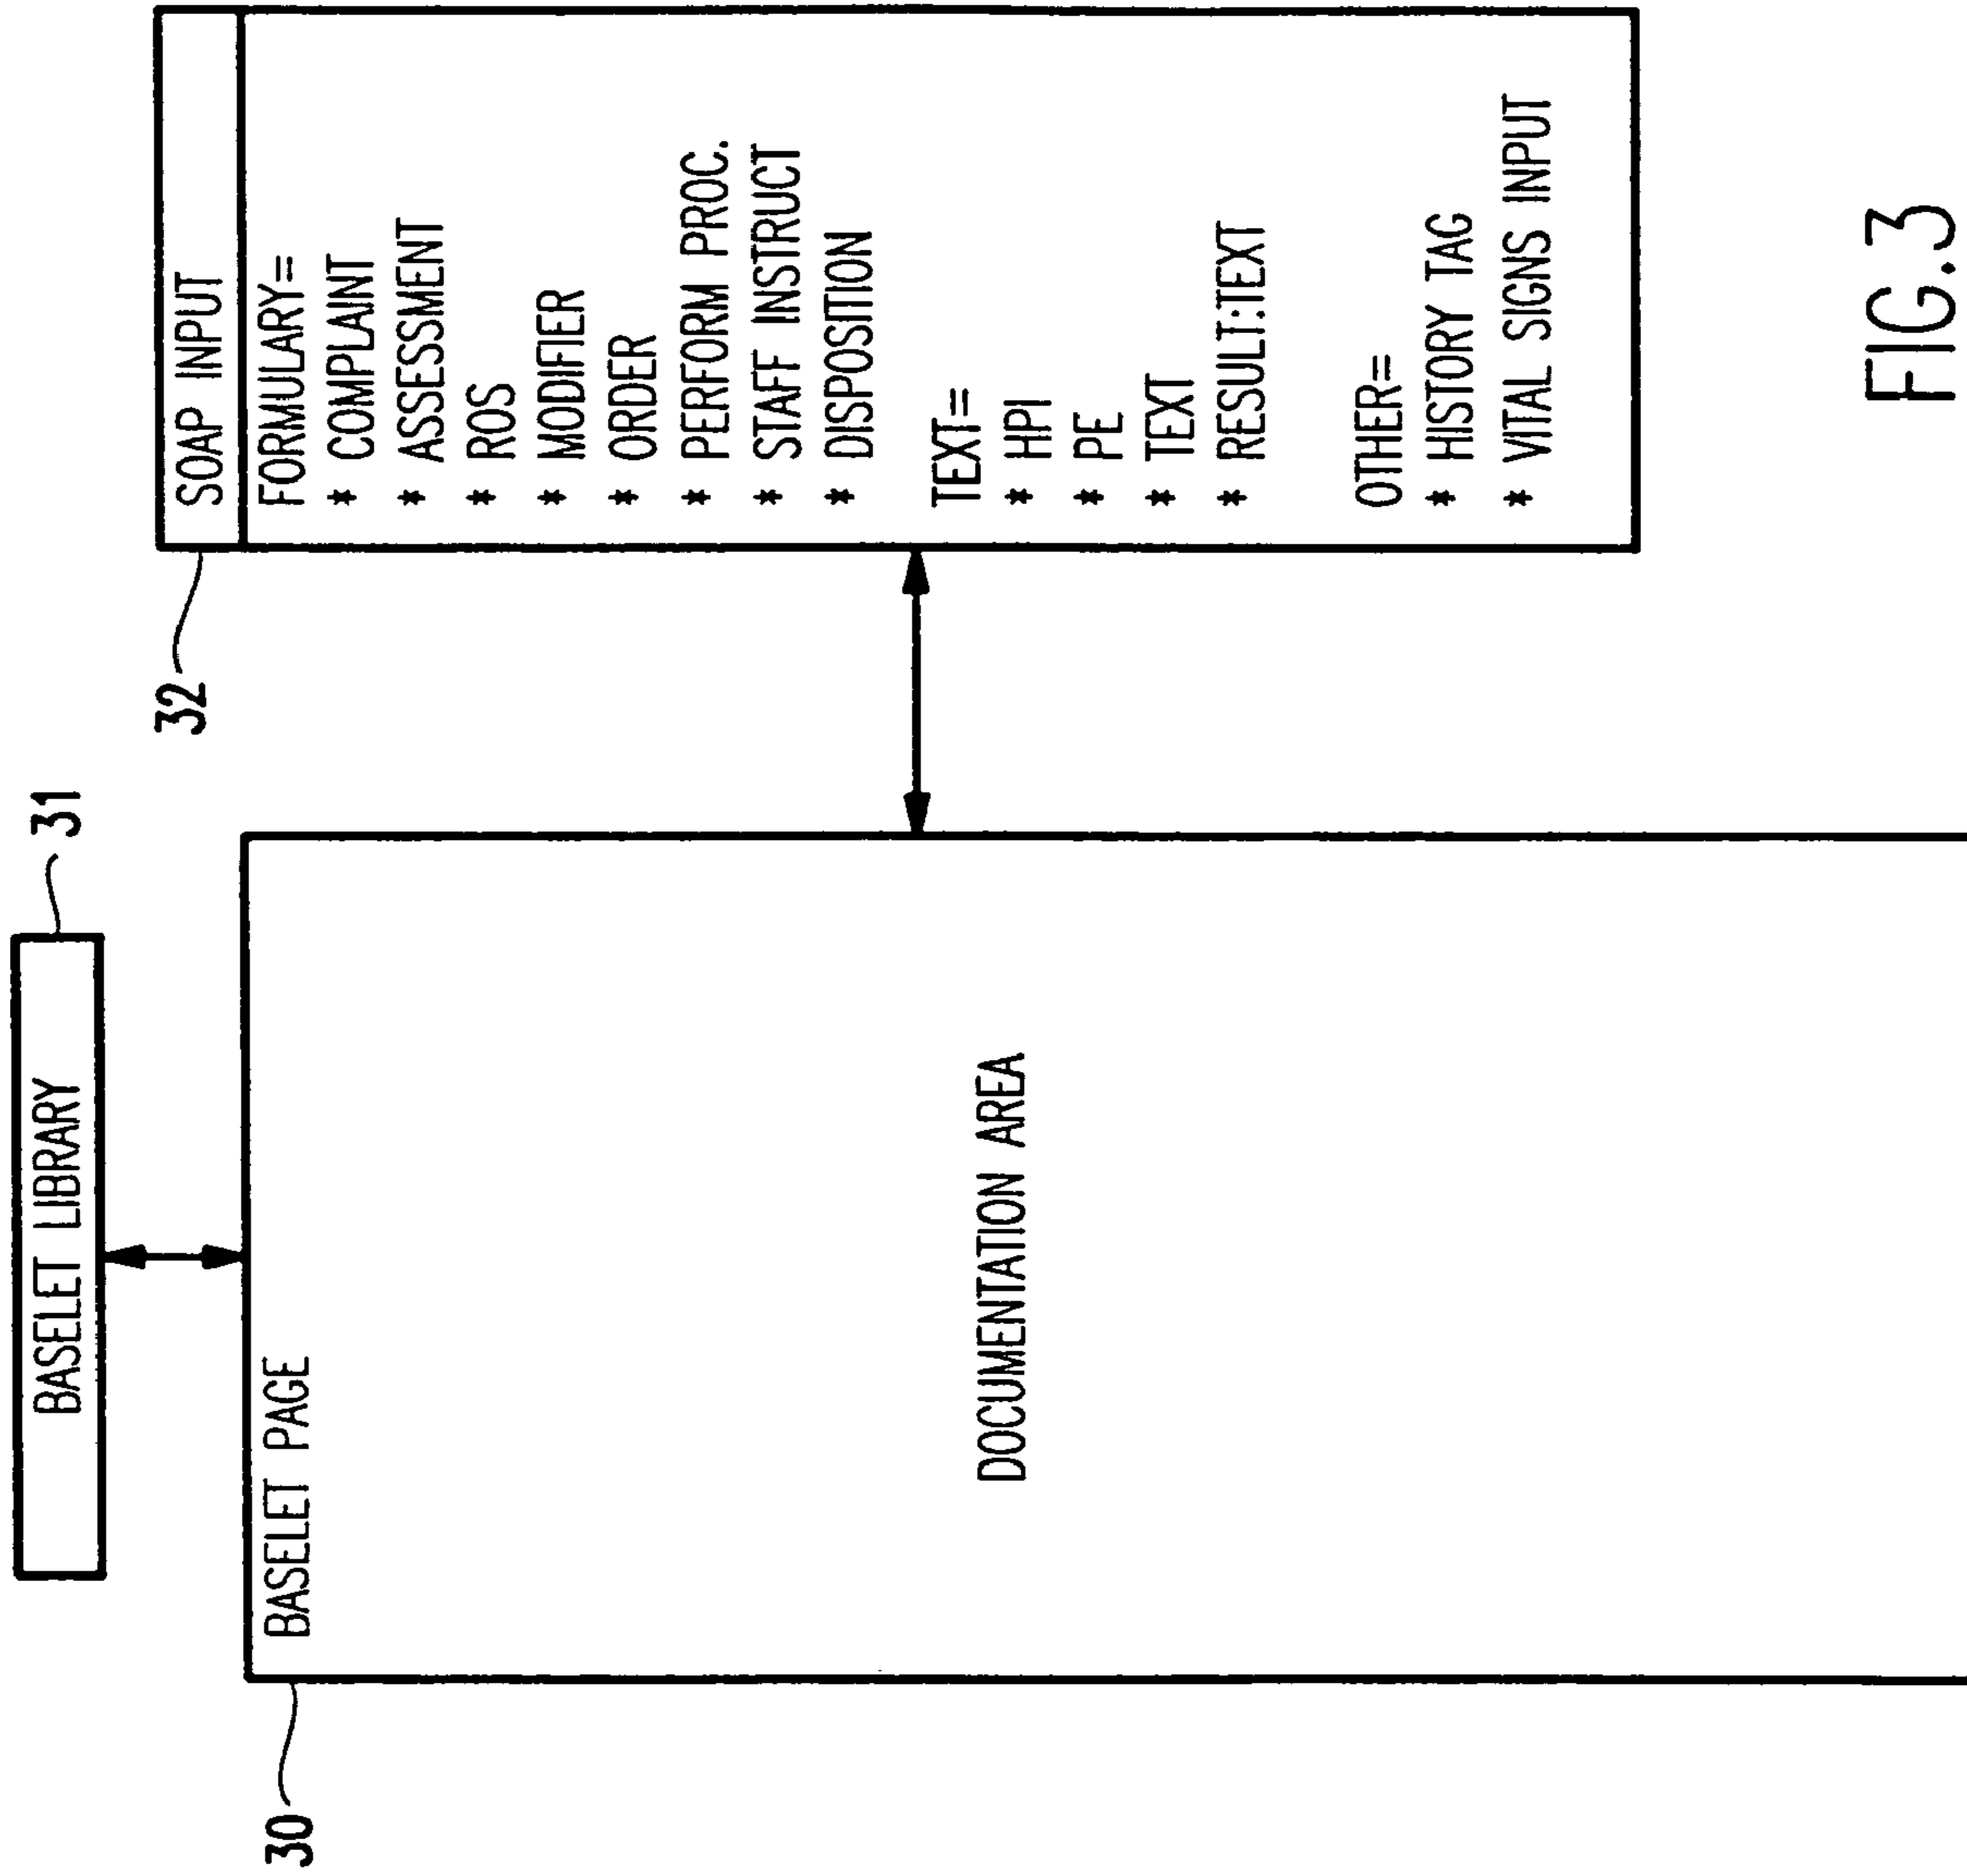 BASELET LIBRARY
31
30
BASELET PAGE
DOCUMENTATION AREA
32
SOAP INPUT
FORMULARY=
* COMPLAINT
* ASSESSMENT
* ROS
* MODIFIER
* ORDER
* PERFORM PROC.
* STAFF INSTRUCT
* DISPOSITION
TEXT=
* HPI
* PE
* TEXT
* RESULT:TEXT
OTHER=
* HISTORY TAG
* VITAL SIGNS INPUT
FIG.3